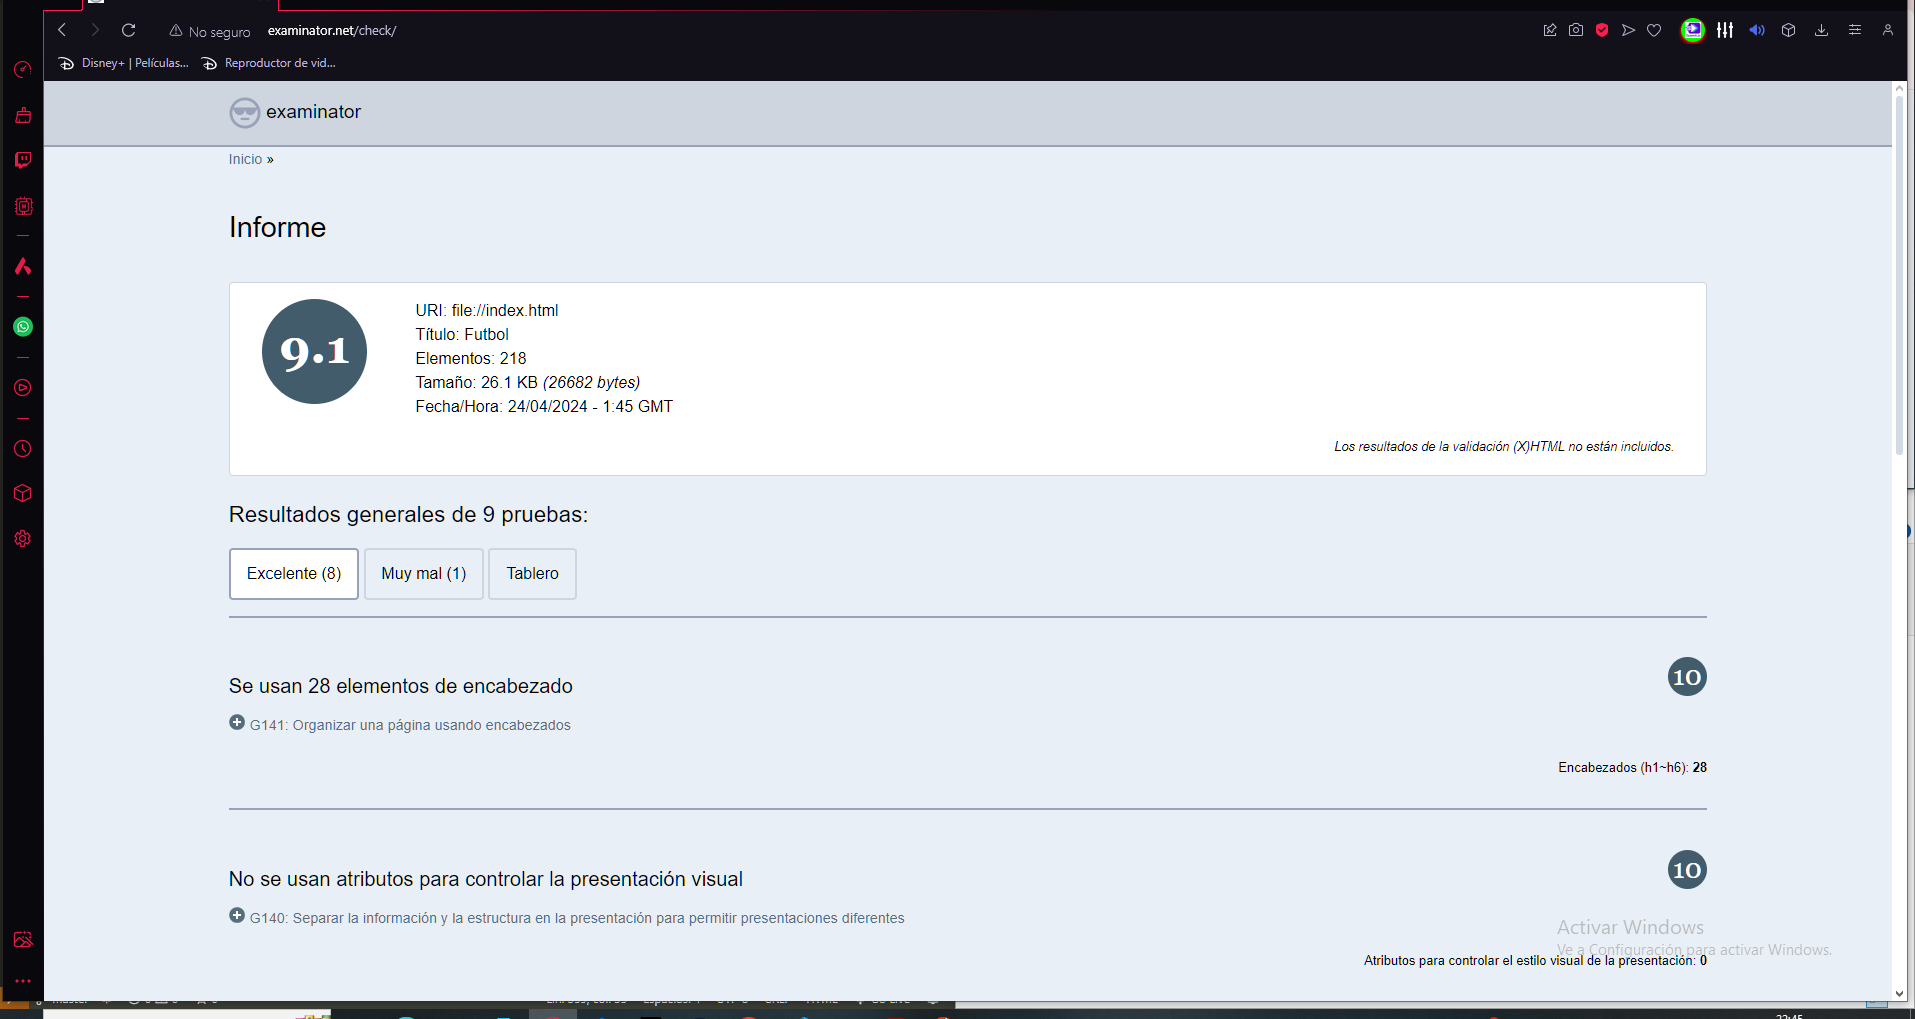 No seguro examinator.net/check/
Disney+ | Películas... Reproductor de vid...
examinator
Inicio »
Informe
9.1
URI: file://index.html
Título: Futbol
Elementos: 218
Tamaño: 26.1 KB (26682 bytes)
Fecha/Hora: 24/04/2024 - 1:45 GMT
Los resultados de la validación (X)HTML no están incluidos.
Resultados generales de 9 pruebas:
Excelente (8) Muy mal (1) Tablero
Se usan 28 elementos de encabezado 10
G141: Organizar una página usando encabezados
Encabezados (h1~h6): 28
No se usan atributos para controlar la presentación visual 10
G140: Separar la información y la estructura en la presentación para permitir presentaciones diferentes
Activar Windows
Ve a Configuración para activar Windows.
Atributos para controlar el estilo visual de la presentación: 0